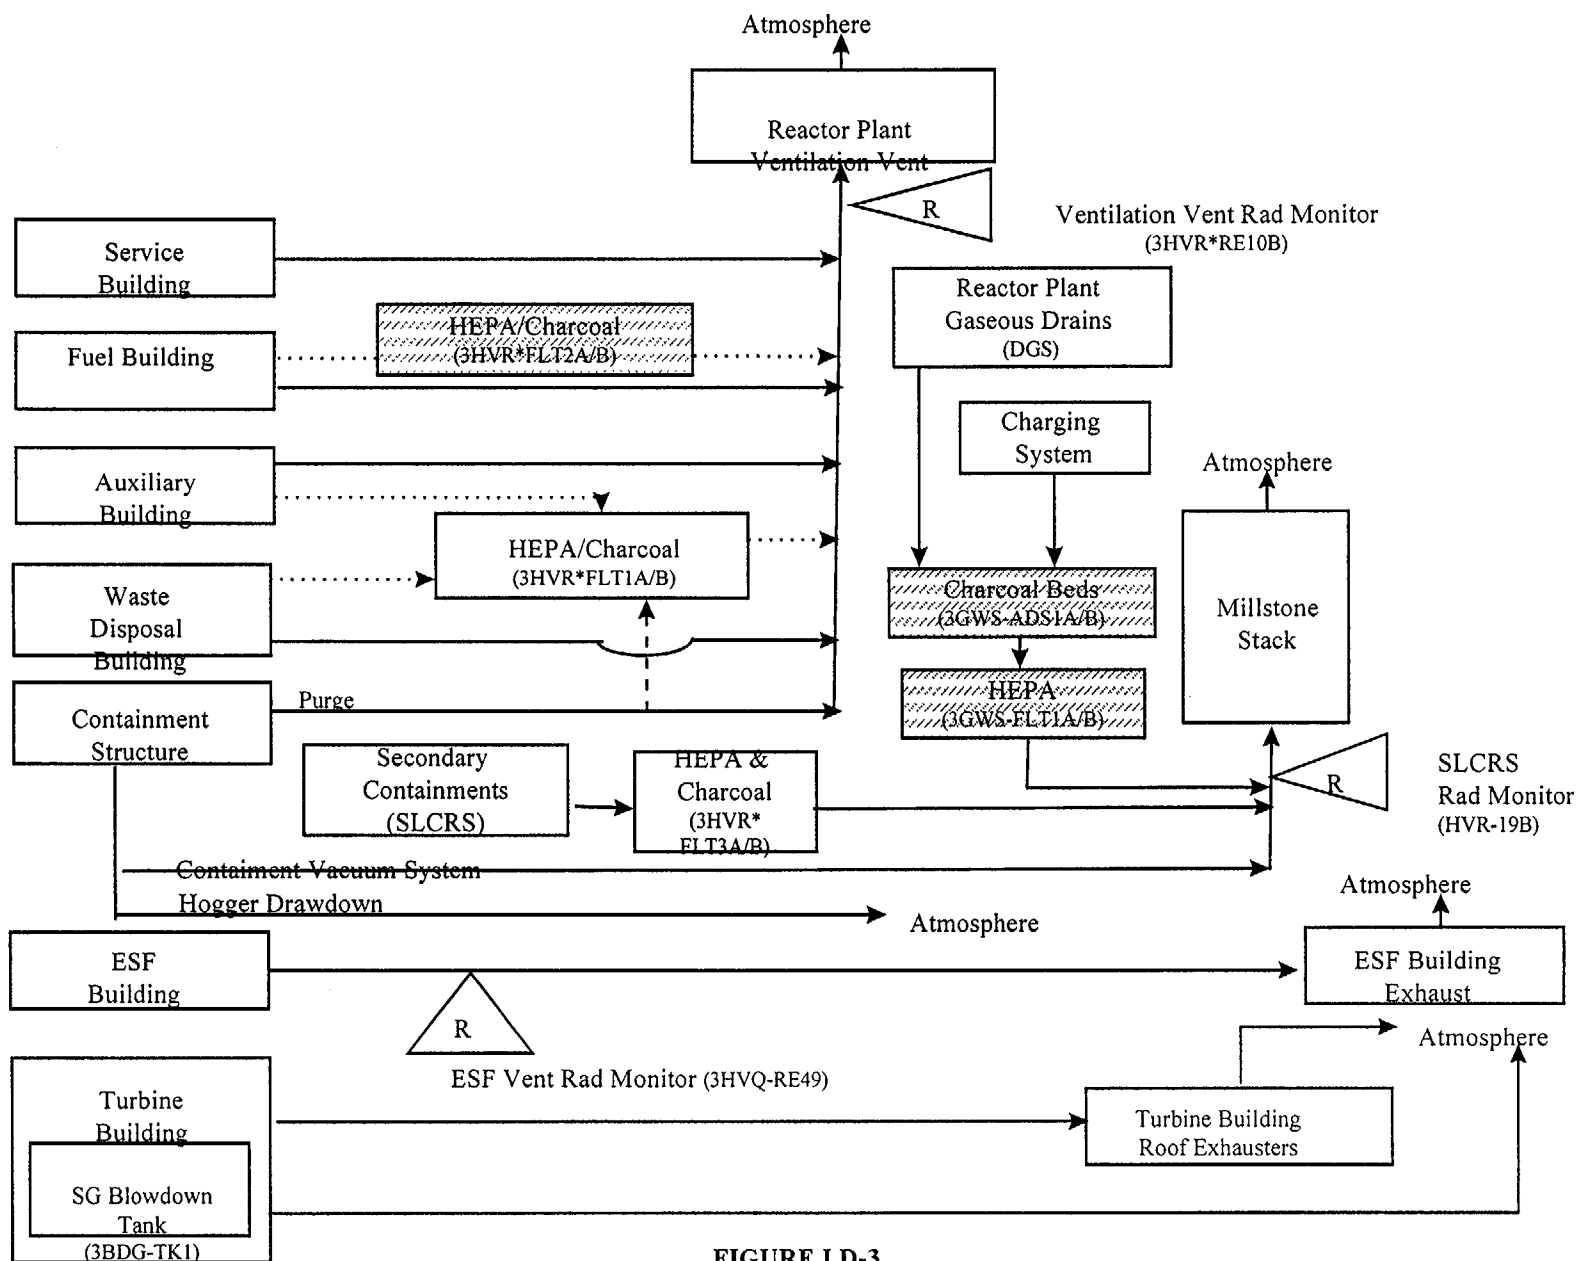 Atmosphere
Reactor Plant
Ventilation Vent
R
Ventilation Vent Rad Monitor
(3HVR*RE10B)
Service
Building
HEPA/Charcoal
(3HVR*FLT2A/B)
Fuel Building
Reactor Plant
Gaseous Drains
(DGS)
Charging
System
Atmosphere
Auxiliary
Building
HEPA/Charcoal
(3HVR*FLT1A/B)
Waste
Disposal
Building
Charcoal Beds
(3GWS-ADS1A/B)
Millstone
Stack
HEPA
(3GWS-FLT1A/B)
Purge
Containment
Structure
Secondary
Containments
(SLCRS)
HEPA &
Charcoal
(3HVR*
FLT3A/B)
R
SLCRS
Rad Monitor
(HVR-19B)
Contaiment Vacuum System
Hogger Drawdown
Atmosphere
Atmosphere
ESF
Building
R
ESF Building
Exhaust
ESF Vent Rad Monitor (3HVQ-RE49)
Atmosphere
Turbine
Building
Turbine Building
Roof Exhausters
SG Blowdown
Tank
(3BDG-TK1)
FIGURE I.D-3